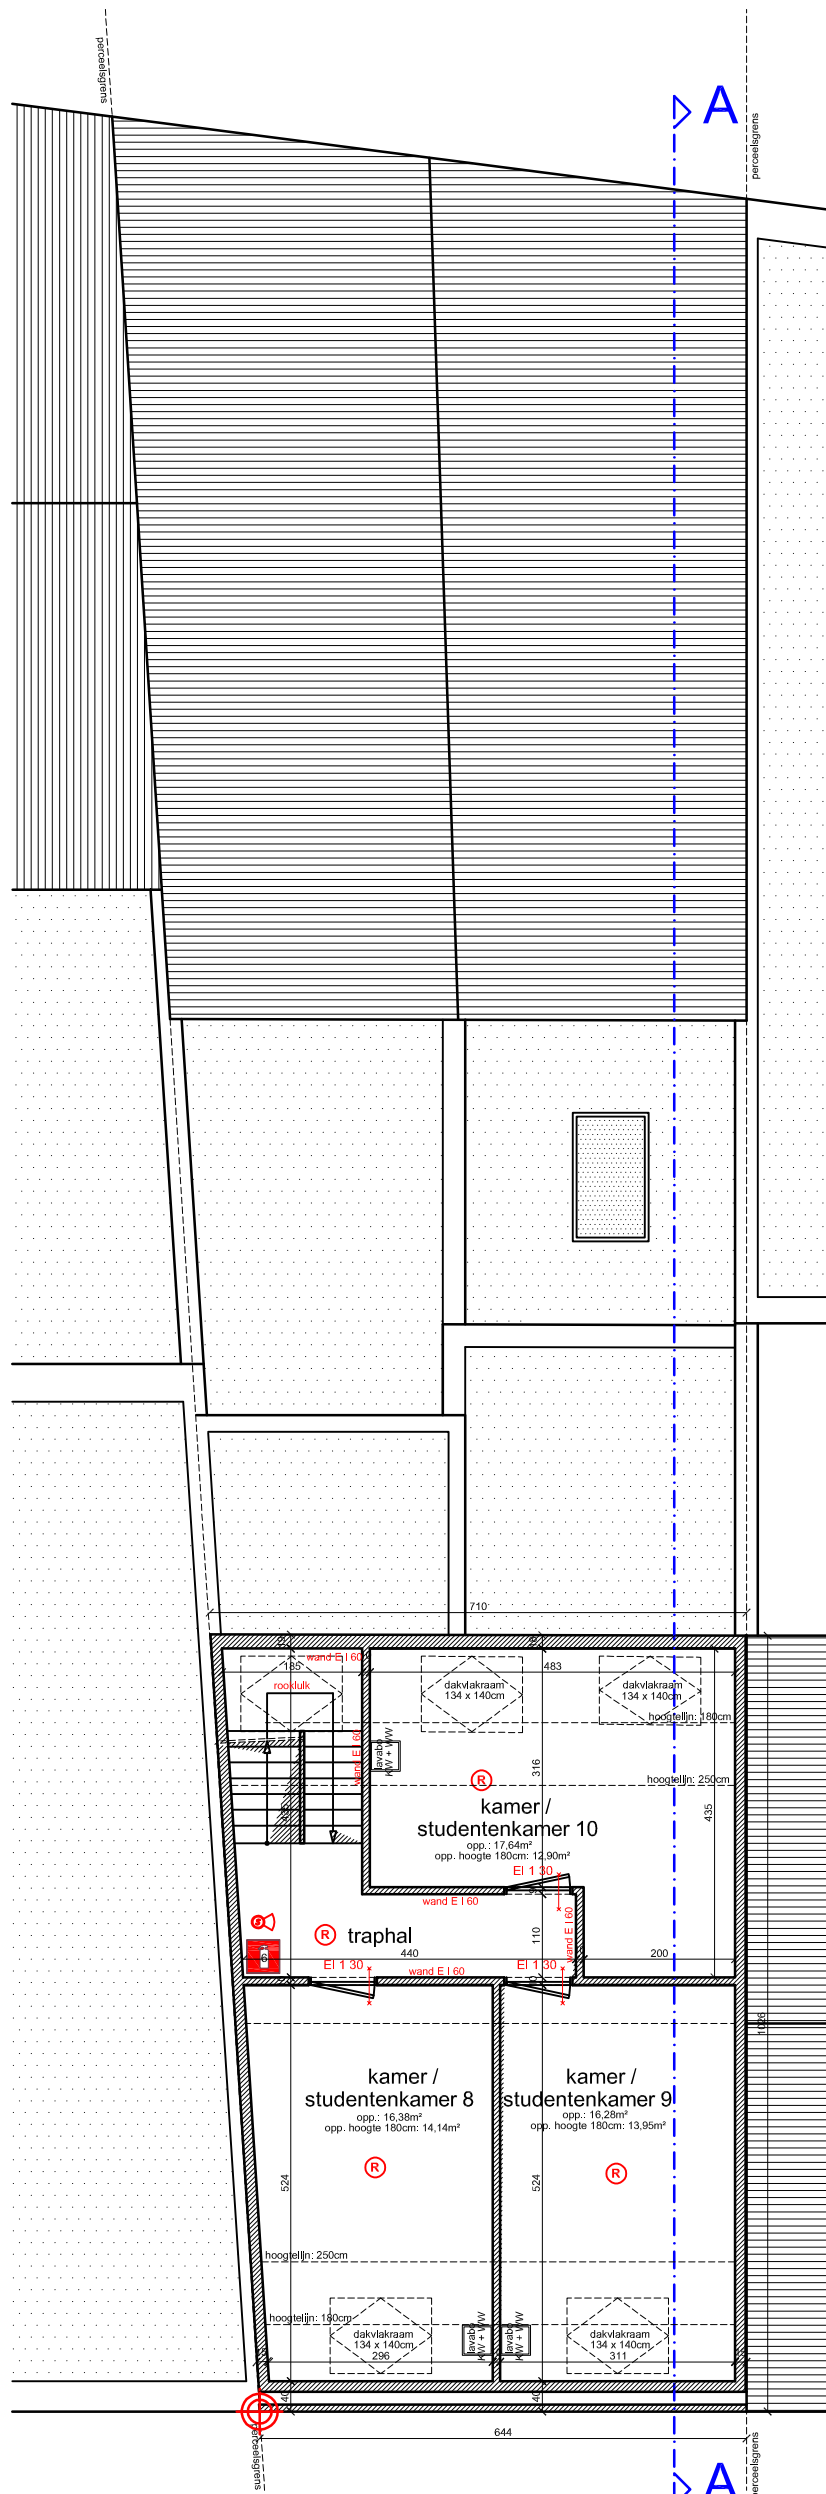 perceelsgrens
A
perceelsgrens
710
19
16
wand E I 60
185
483
rooklulk
dakvlakraam
134 x 140cm
dakvlakraam
134 x 140cm
hoogtelijn: 180cm
wand E I 60
lavabo
KW + WW
316
hoogtelijn: 250cm
R
435
kamer /
studentenkamer 10
opp.: 17,64m²
opp. hoogte 180cm: 12,90m²
EI 1 30
wand E I 60
R
traphal
110
wand E I 60
6
440
200
EI 1 30
wand E I 60
EI 1 30
1026
kamer /
studentenkamer 8
opp.: 16,38m²
opp. hoogte 180cm: 14,14m²
kamer /
studentenkamer 9
opp.: 16,28m²
opp. hoogte 180cm: 13,95m²
R
R
524
524
hoogtelijn: 250cm
hoogtelijn: 180cm
dakvlakraam
134 x 140cm
296
lavabo
KW + WW
lavabo
KW + WW
dakvlakraam
134 x 140cm
311
40
40
644
perceelsgrens
perceelsgrens
A